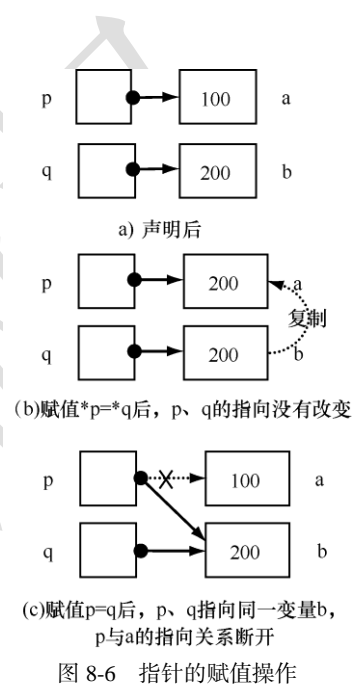 p 100 a
q 200 b
a) 声明后
p 200 a
复制
q 200 b
(b)赋值*p=*q后，p、q的指向没有改变
p 100 a
q 200 b
(c)赋值p=q后，p、q指向同一变量b，
p与a的指向关系断开
图 8-6 指针的赋值操作